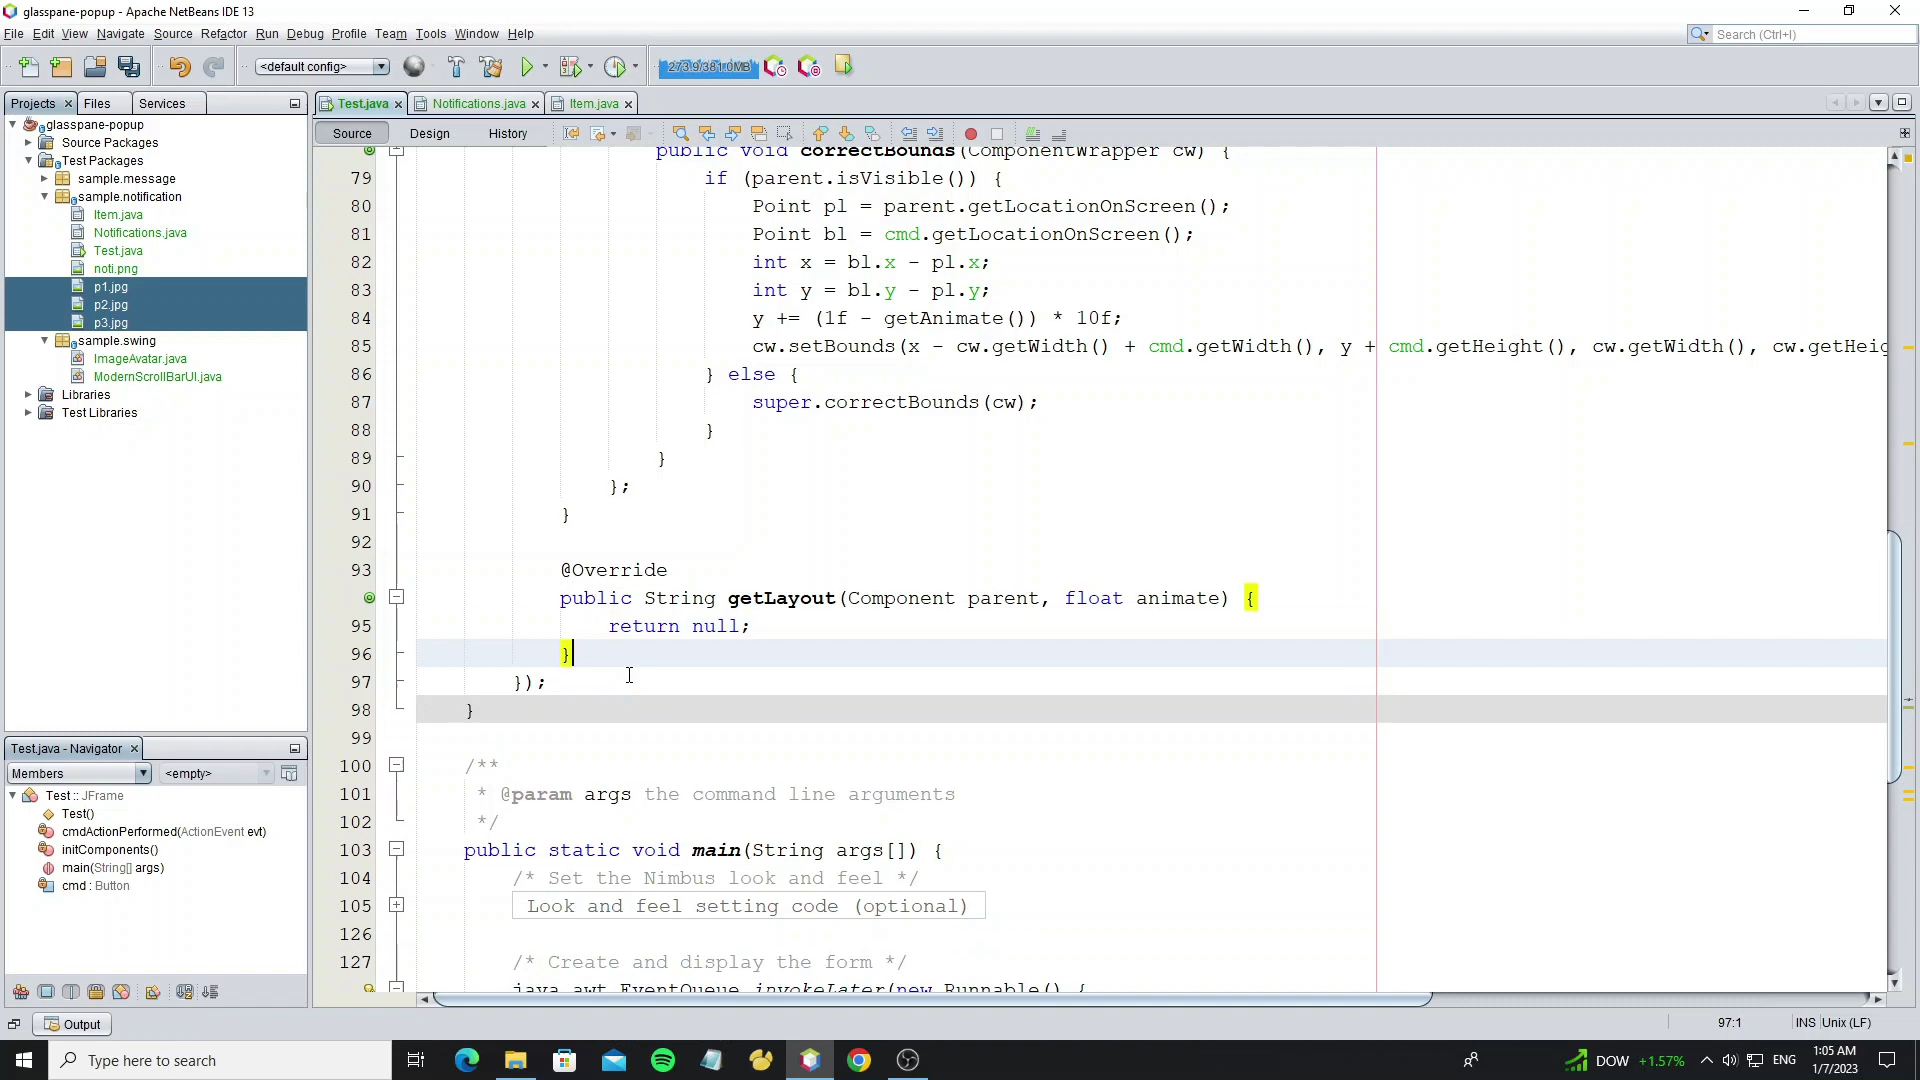 glasspane-popup - Apache NetBeans IDE 13
File Edit View Navigate Source Refactor Run Debug Profile Team Tools Window Help
Search (Ctrl+I)
<default config>
273.9/381.0MB
Projects Files Services
Test.java Notifications.java Item.java
Source Design History
glasspane-popup
Source Packages
Test Packages
sample.message
sample.notification
Item.java
Notifications.java
Test.java
noti.png
p1.jpg
p2.jpg
p3.jpg
sample.swing
ImageAvatar.java
ModernScrollBarUI.java
Libraries
Test Libraries
public void correctBounds(ComponentWrapper cw) {
79 if (parent.isVisible()) {
80 Point pl = parent.getLocationOnScreen();
81 Point bl = cmd.getLocationOnScreen();
82 int x = bl.x - pl.x;
83 int y = bl.y - pl.y;
84 y += (1f - getAnimate()) * 10f;
85 cw.setBounds(x - cw.getWidth() + cmd.getWidth(), y + cmd.getHeight(), cw.getWidth(), cw.getHeig
86 } else {
87 super.correctBounds(cw);
88 }
89 }
90 };
91 }
92
93 @Override
public String getLayout(Component parent, float animate) {
95 return null;
96 }
97 });
98 }
99
100 /**
101 * @param args the command line arguments
102 */
103 public static void main(String args[]) {
104 /* Set the Nimbus look and feel */
105 Look and feel setting code (optional)
126
127 /* Create and display the form */
java.awt.EventQueue.invokeLater(new Runnable() {
Test.java - Navigator
Members <empty>
Test :: JFrame
Test()
cmdActionPerformed(ActionEvent evt)
initComponents()
main(String[] args)
cmd : Button
Output
97:1 INS Unix (LF)
Type here to search
DOW +1.57% ENG
1:05 AM
1/7/2023